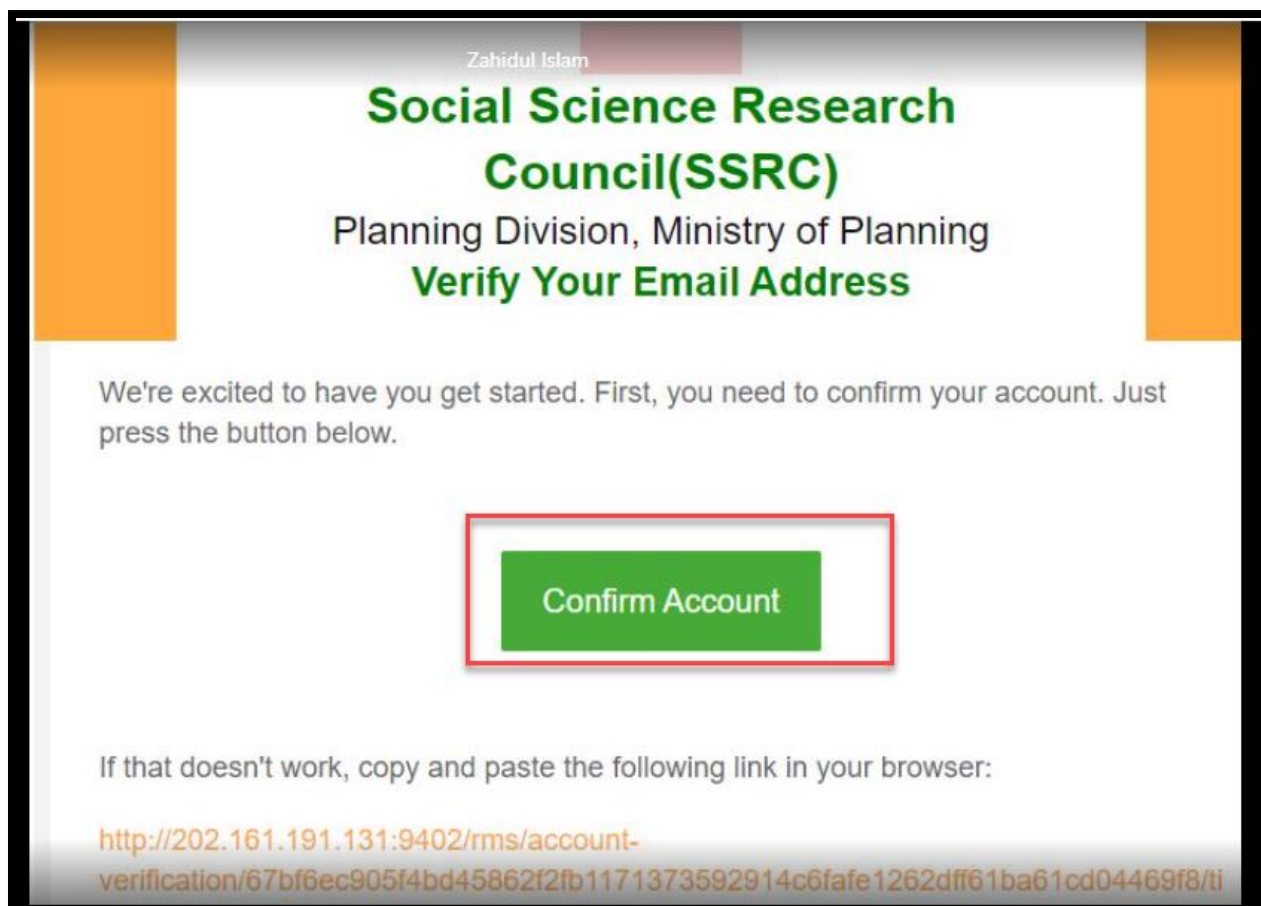 Zahidul Islam
Social Science Research
Council(SSRC)
Planning Division, Ministry of Planning
Verify Your Email Address
We're excited to have you get started. First, you need to confirm your account. Just
press the button below.
Confirm Account
If that doesn't work, copy and paste the following link in your browser:
http://202.161.191.131:9402/rms/account-
verification/67bf6ec905f4bd45862f2fb1171373592914c6fafe1262dff61ba61cd04469f8/ti